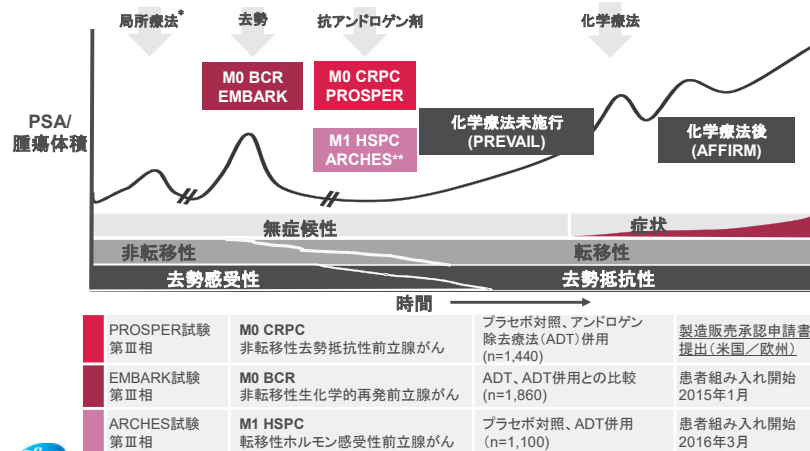 局所療法*
去勢
抗アンドロゲン剤
化学療法
M0 BCR
EMBARK
M0 CRPC
PROSPER
PSA/
腫瘍体積
M1 HSPC
ARCHES**
化学療法未施行
(PREVAIL)
化学療法後
(AFFIRM)
無症候性
症状
非転移性
転移性
去勢感受性
去勢抵抗性
時間
PROSPER試験
第Ⅲ相
M0 CRPC
非転移性去勢抵抗性前立腺がん
プラセボ対照、アンドロゲン
除去療法(ADT)併用
(n=1,440)
製造販売承認申請書
提出(米国/欧州)
EMBARK試験
第Ⅲ相
M0 BCR
非転移性生化学的再発前立腺がん
ADT、ADT併用との比較
(n=1,860)
患者組み入れ開始
2015年1月
ARCHES試験
第Ⅲ相
M1 HSPC
転移性ホルモン感受性前立腺がん
プラセボ対照、ADT併用
(n=1,100)
患者組み入れ開始
2016年3月